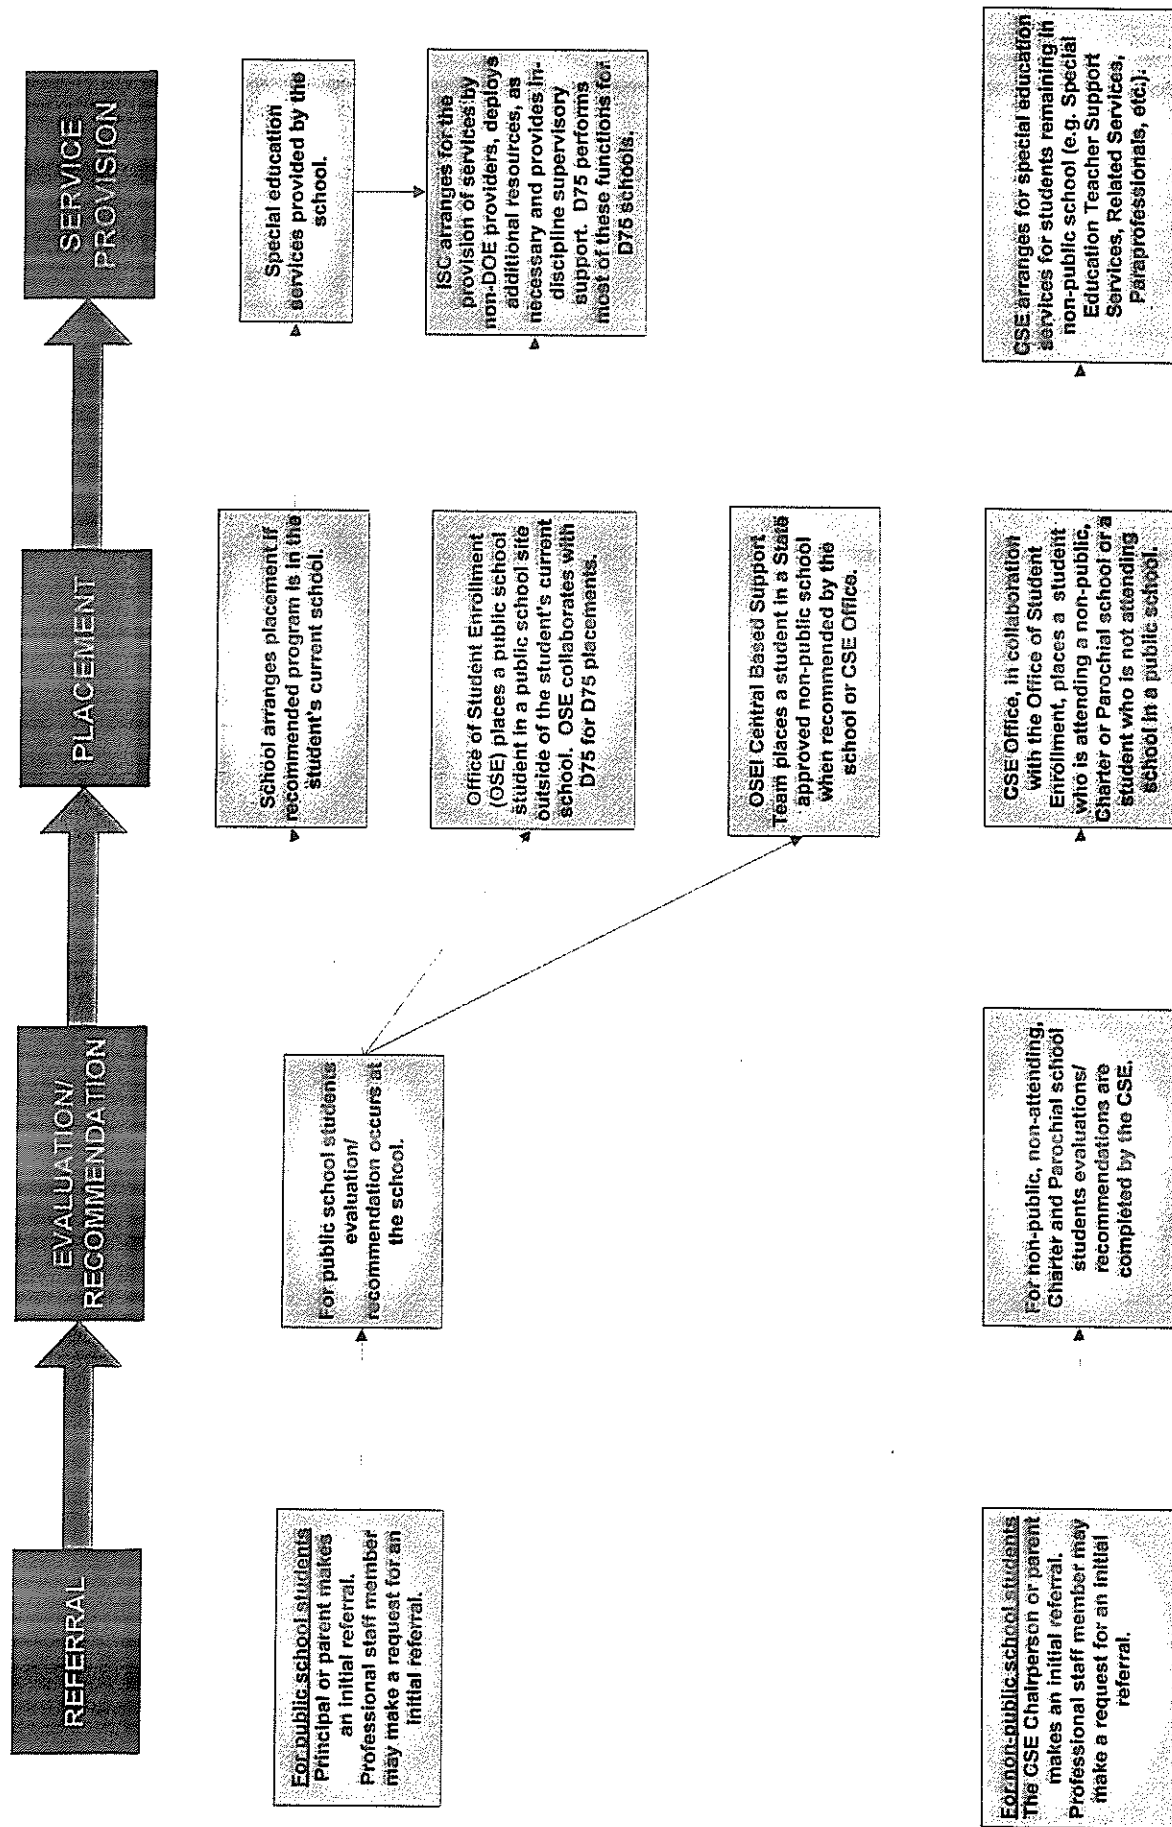 REFERRAL
EVALUATION/
RECOMMENDATION
PLACEMENT
SERVICE
PROVISION
For public school students
Principal or parent makes
an initial referral.
Professional staff member
may make a request for an
initial referral.
For public school students
evaluation/
recommendation occurs at
the school.
School arranges placement if
recommended program is in the
student's current school.
Special education
services provided by the
school.
Office of Student Enrollment
(OSE) places a public school
student in a public school site
outside of the student's current
school. OSE collaborates with
D75 for D75 placements.
ISC arranges for the
provision of services by
non-DOE providers, deploys
additional resources, as
necessary and provides in-
discipline supervisory
support. D75 performs
most of these functions for
D75 schools.
OSEI Central Based Support
Team places a student in a State
approved non-public school
when recommended by the
school or CSE Office.
For non-public school students
The CSE Chairperson or parent
makes an initial referral.
Professional staff member may
make a request for an initial
referral.
For non-public, non-attending,
Charter and Parochial school
students evaluations/
recommendations are
completed by the CSE.
CSE Office, in collaboration
with the Office of Student
Enrollment, places a student
who is attending a non-public,
Charter or Parochial school or a
student who is not attending
school in a public school.
CSE arranges for special education
services for students remaining in
non-public school (e.g. Special
Education Teacher Support
Services, Related Services,
Paraprofessionals, etc.).